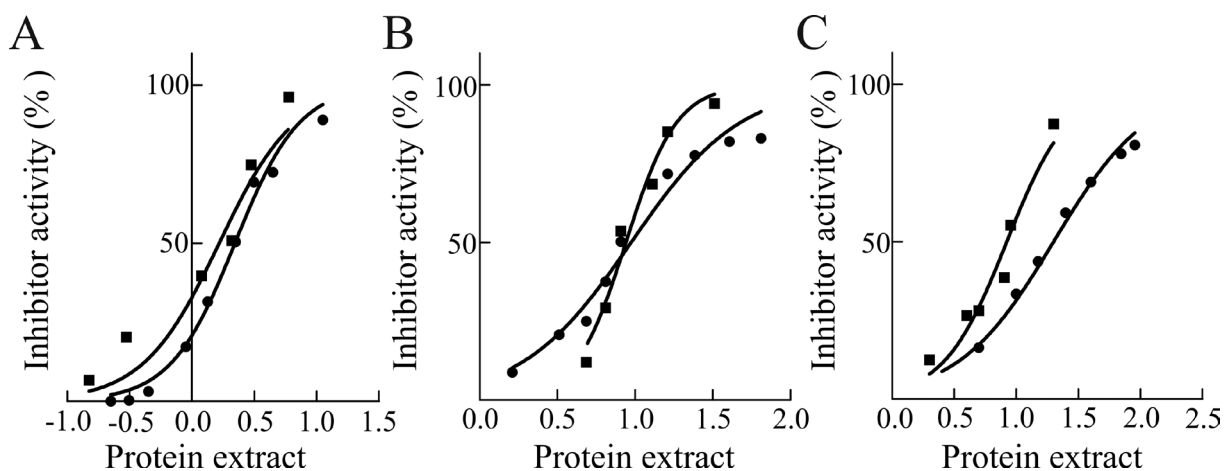 A
Inhibitor activity (% )
100
50
-1.0 -0.5 0.0 0.5 1.0 1.5
Protein extract
B
Inhibitor activity (% )
100
50
0.0 0.5 1.0 1.5 2.0
Protein extract
C
Inhibitor activity (% )
100
50
0.0 0.5 1.0 1.5 2.0 2.5
Protein extract